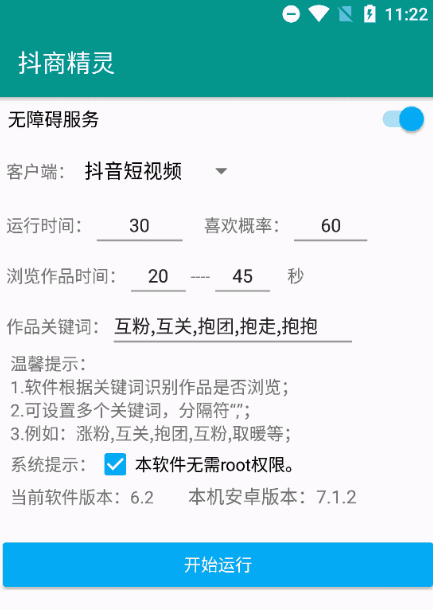 11:22
抖商精灵
无障碍服务
客户端： 抖音短视频
运行时间： 30 喜欢概率： 60
浏览作品时间： 20 ---- 45 秒
作品关键词： 互粉,互关,抱团,抱走,抱抱
温馨提示：
1.软件根据关键词识别作品是否浏览；
2.可设置多个关键词，分隔符“,”；
3.例如：涨粉,互关,抱团,互粉,取暖等；
系统提示： 本软件无需root权限。
当前软件版本：6.2 本机安卓版本：7.1.2
开始运行